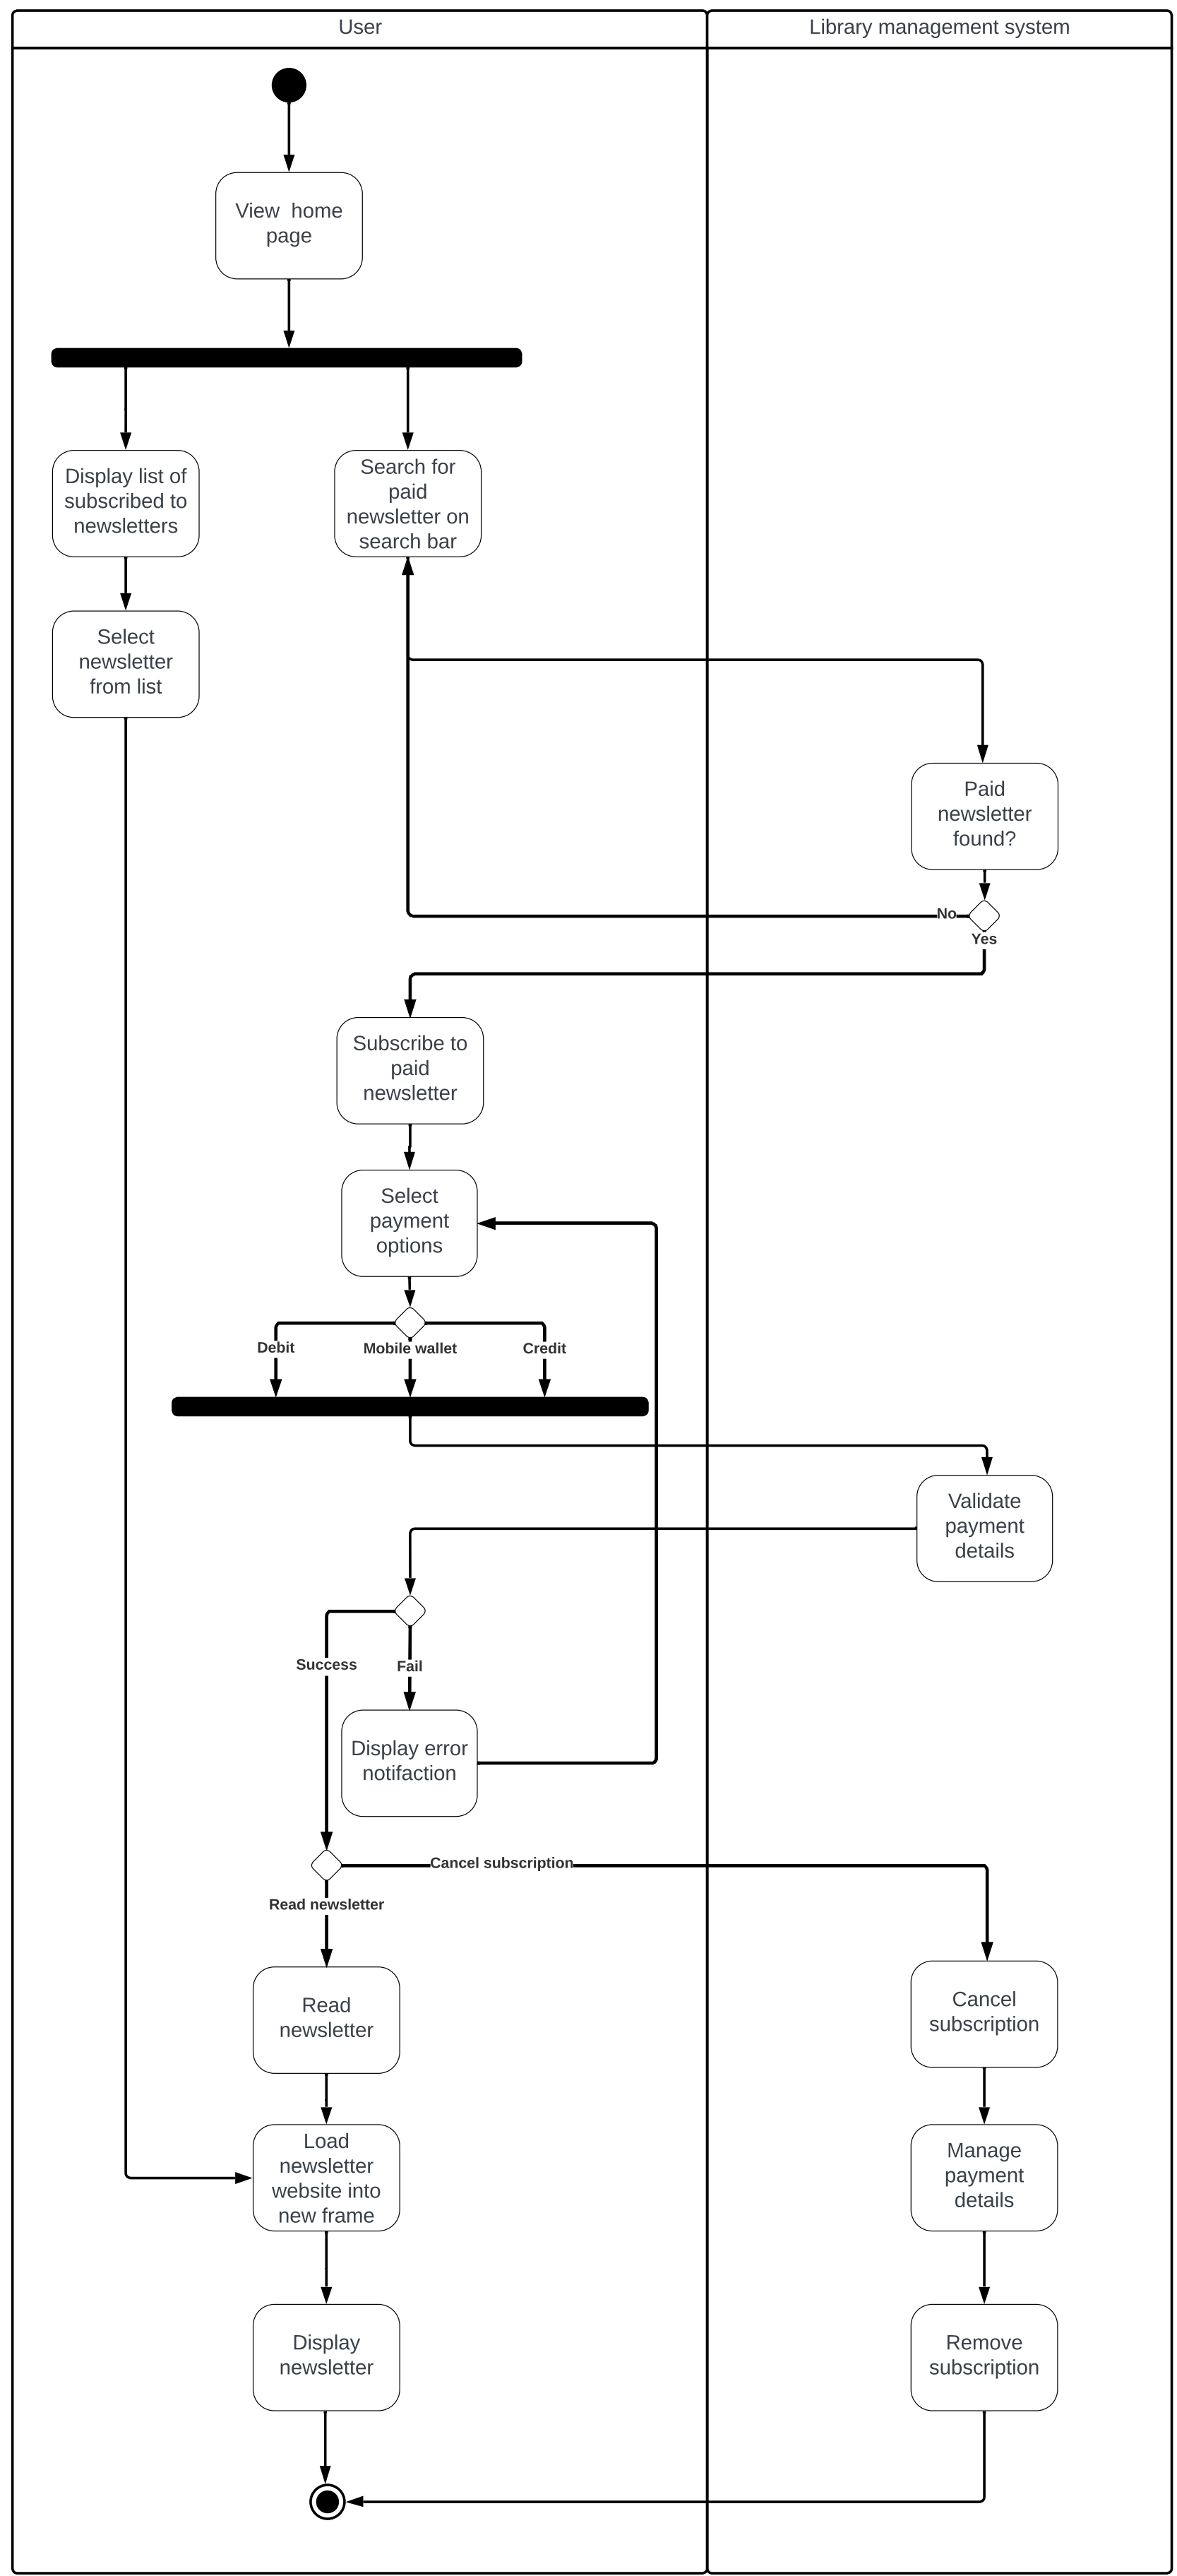 User
Library management system
View  home
page
Display list of
subscribed to
newsletters
Search for
paid
newsletter on
search bar
Select
newsletter
from list
Paid
newsletter
found?
No
Yes
Subscribe to
paid
newsletter
Select
payment
options
Debit
Mobile wallet
Credit
Validate
payment
details
Success
Fail
Display error
notifaction
Cancel subscription
Read newsletter
Read
newsletter
Cancel
subscription
Load
newsletter
website into
new frame
Manage
payment
details
Display
newsletter
Remove
subscription